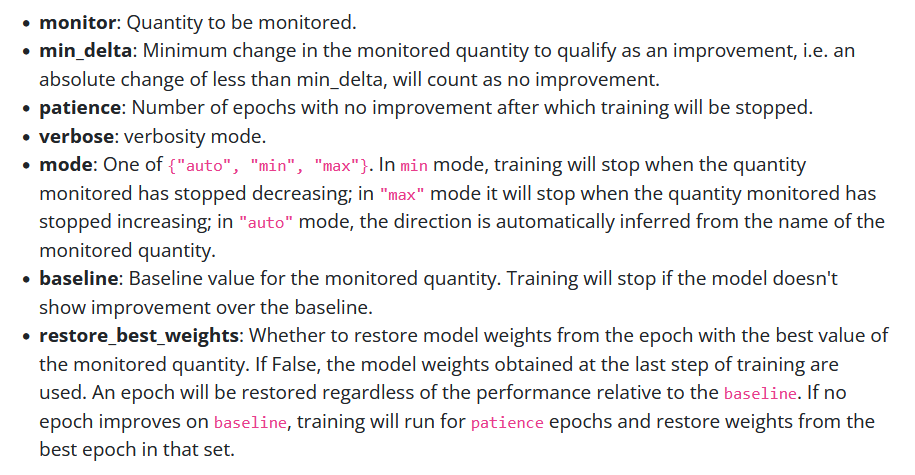 • monitor: Quantity to be monitored.
• min_delta: Minimum change in the monitored quantity to qualify as an improvement, i.e. an
absolute change of less than min_delta, will count as no improvement.
• patience: Number of epochs with no improvement after which training will be stopped.
• verbose: verbosity mode.
• mode: One of {"auto", "min", "max"}. In min mode, training will stop when the quantity
monitored has stopped decreasing; in "max" mode it will stop when the quantity monitored has
stopped increasing; in "auto" mode, the direction is automatically inferred from the name of the
monitored quantity.
• baseline: Baseline value for the monitored quantity. Training will stop if the model doesn't
show improvement over the baseline.
• restore_best_weights: Whether to restore model weights from the epoch with the best value of
the monitored quantity. If False, the model weights obtained at the last step of training are
used. An epoch will be restored regardless of the performance relative to the baseline. If no
epoch improves on baseline, training will run for patience epochs and restore weights from the
best epoch in that set.